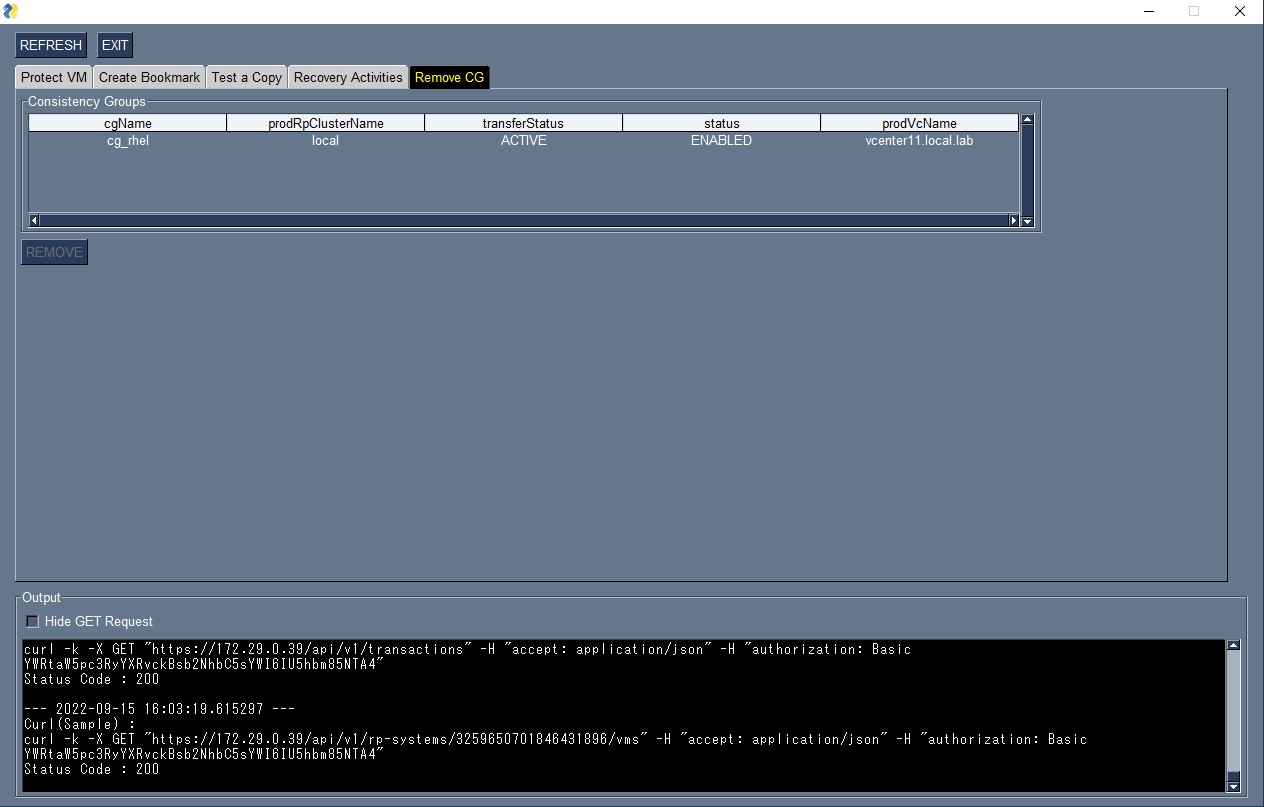 REFRESH EXIT
Protect VM Create Bookmark Test a Copy Recovery Activities Remove CG
Consistency Groups
cgName prodRpClusterName transferStatus status prodVcName
cg_rhel local ACTIVE ENABLED vcenter11.local.lab
REMOVE
Output
Hide GET Request
curl -k -X GET "https://172.29.0.39/api/v1/transactions" -H "accept: application/json" -H "authorization: Basic
YWRtaW5pc3RyYXRvckBsb2NhbC5sYWI6IU5hbm85NTA4"
Status Code : 200
--- 2022-09-15 16:03:19.615297 ---
Curl(Sample) :
curl -k -X GET "https://172.29.0.39/api/v1/rp-systems/3259650701846431896/vms" -H "accept: application/json" -H "authorization: Basic
YWRtaW5pc3RyYXRvckBsb2NhbC5sYWI6IU5hbm85NTA4"
Status Code : 200